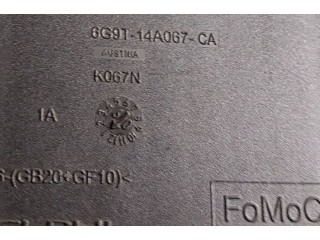 6G9T-14A067-CA
AUSTRIA
K067N
1A
-(GB20+GF10)<
FoMoC